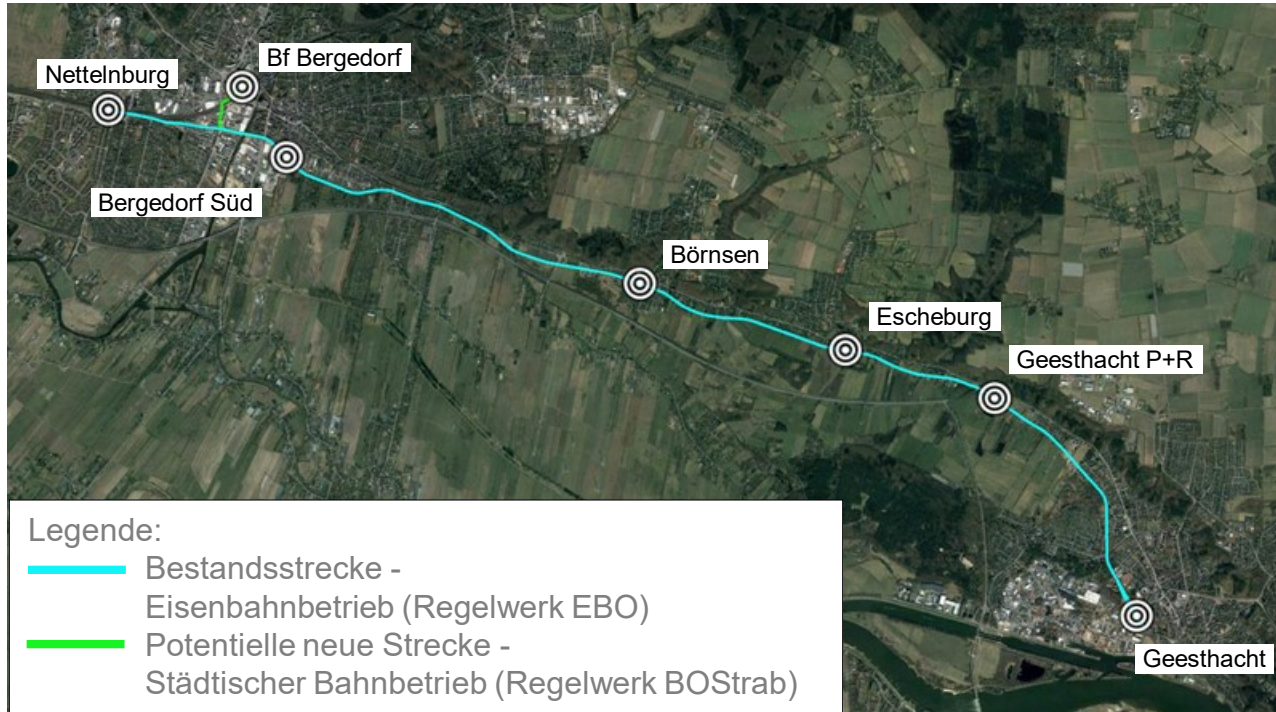 Bf Bergedorf
Nettelnburg
Bergedorf Süd
Börnsen
Escheburg
Geesthacht P+R
Geesthacht
Legende:
Bestandsstrecke -
Eisenbahnbetrieb (Regelwerk EBO)
Potentielle neue Strecke -
Städtischer Bahnbetrieb (Regelwerk BOStrab)